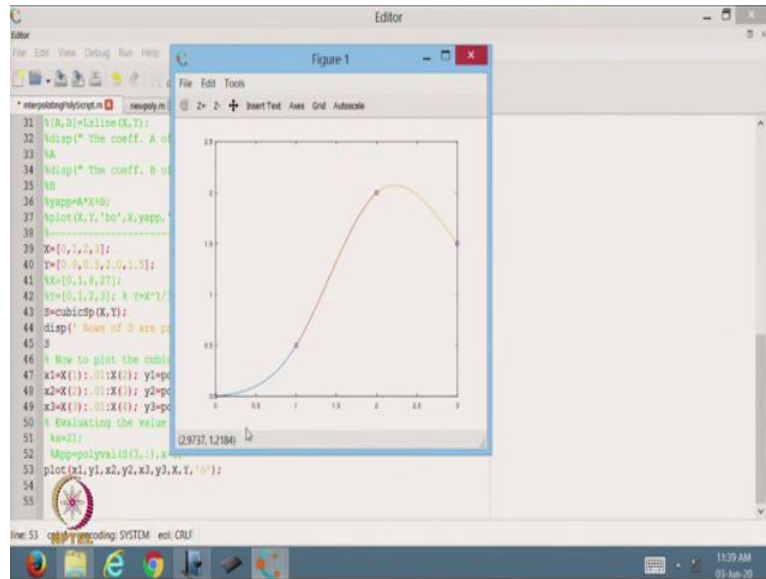 Editor
Editor
File Edit View Debug Run Help
* interpolatingPolyScript.m newpoly.m
Figure 1
File Edit Tools
Z+ Z- Insert Text Axes Grid Autoscale
2.5
2
1.5
1
0.5
0
0 0.5 1 1.5 2 2.5 3
(2.9737, 1.2184)
31 %[A,B]=Lsline(X,Y);
32 %disp(" The coeff. A of
33 %A
34 %disp(" The coeff. B of
35 %B
36 %yapp=A*X+B;
37 %plot(X,Y,'bo',X,yapp,'
38 %
39 X=[0,1,2,3];
40 Y=[0.0,0.5,2.0,1.5];
41 %X=[0,1,8,27];
42 %Y=[0,1,2,3]; % Y=X^1/3
43 S=cubicSp(X,Y);
44 disp(' Rows of S are p
45 S
46 % Now to plot the cubi
47 x1=X(1):.01:X(2); y1=po
48 x2=X(2):.01:X(3); y2=po
49 x3=X(3):.01:X(4); y3=po
50 % Evaluating the value
51 %x=21;
52 %App=polyval(S(3,:),x-
53 plot(x1,y1,x2,y2,x3,y3,X,Y,'o');
54
55
NPTEL
line: 53 encoding: SYSTEM eol: CRLF
11:39 AM
03-Jun-20